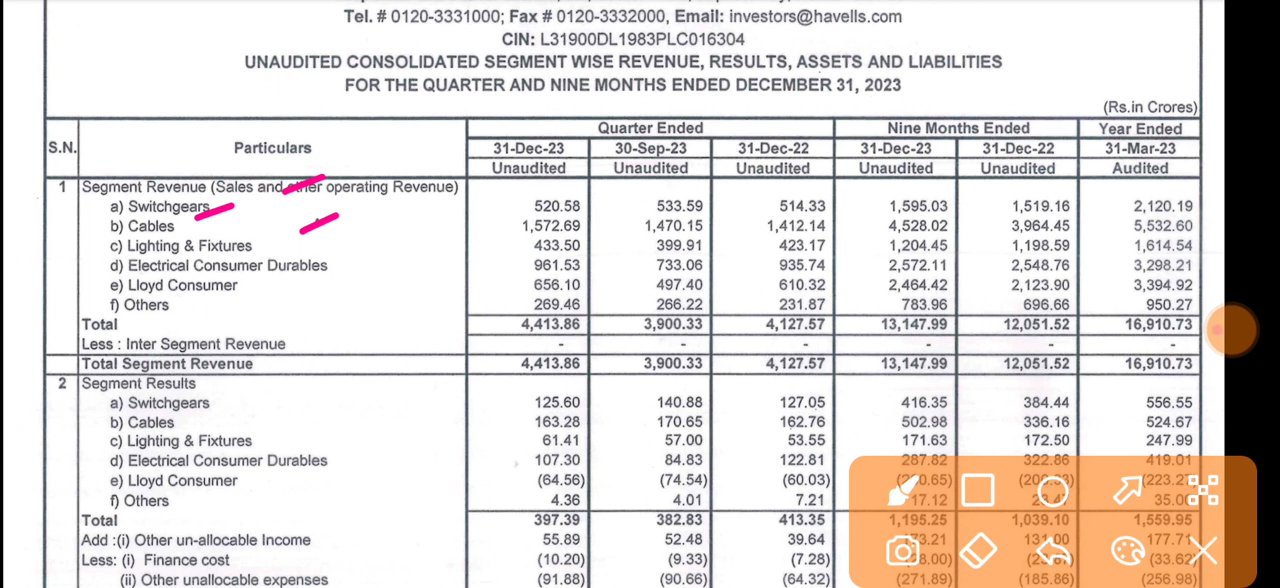 Tel. # 0120-3331000; Fax # 0120-3332000, Email: investors@havells.com
CIN: L31900DL1983PLC016304
UNAUDITED CONSOLIDATED SEGMENT WISE REVENUE, RESULTS, ASSETS AND LIABILITIES
FOR THE QUARTER AND NINE MONTHS ENDED DECEMBER 31, 2023
(Rs.in Crores)
S.N. Particulars Quarter Ended Nine Months Ended Year Ended
31-Dec-23 30-Sep-23 31-Dec-22 31-Dec-23 31-Dec-22 31-Mar-23
Unaudited Unaudited Unaudited Unaudited Unaudited Audited
1 Segment Revenue (Sales and other operating Revenue)
a) Switchgears 520.58 533.59 514.33 1,595.03 1,519.16 2,120.19
b) Cables 1,572.69 1,470.15 1,412.14 4,528.02 3,964.45 5,532.60
c) Lighting & Fixtures 433.50 399.91 423.17 1,204.45 1,198.59 1,614.54
d) Electrical Consumer Durables 961.53 733.06 935.74 2,572.11 2,548.76 3,298.21
e) Lloyd Consumer 656.10 497.40 610.32 2,464.42 2,123.90 3,394.92
f) Others 269.46 266.22 231.87 783.96 696.66 950.27
Total 4,413.86 3,900.33 4,127.57 13,147.99 12,051.52 16,910.73
Less : Inter Segment Revenue - - - - - -
Total Segment Revenue 4,413.86 3,900.33 4,127.57 13,147.99 12,051.52 16,910.73
2 Segment Results
a) Switchgears 125.60 140.88 127.05 416.35 384.44 556.55
b) Cables 163.28 170.65 162.76 502.98 336.16 524.67
c) Lighting & Fixtures 61.41 57.00 53.55 171.63 172.50 247.99
d) Electrical Consumer Durables 107.30 84.83 122.81 287.82 322.86 419.01
e) Lloyd Consumer (64.56) (74.54) (60.03)
f) Others 4.36 4.01 7.21 17.12
Total 397.39 382.83 413.35 1,195.25 1,039.10 1,559.95
Add :(i) Other un-allocable Income 55.89 52.48 39.64 131.00
Less: (i) Finance cost (10.20) (9.33) (7.28) (33.62)
(ii) Other unallocable expenses (91.88) (90.66) (64.32) (271.89) (185.86) (256.98)